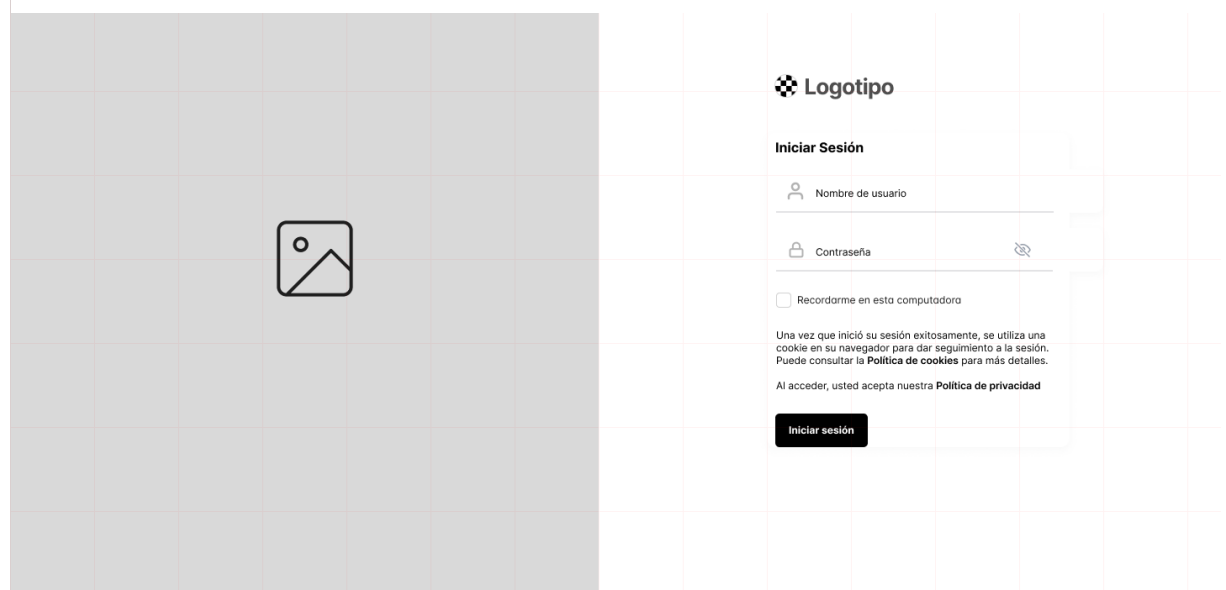 Logotipo
Iniciar Sesión
Nombre de usuario
Contraseña
Recordarme en esta computadora
Una vez que inició su sesión exitosamente, se utiliza una
cookie en su navegador para dar seguimiento a la sesión.
Puede consultar la Política de cookies para más detalles.
Al acceder, usted acepta nuestra Política de privacidad
Iniciar sesión